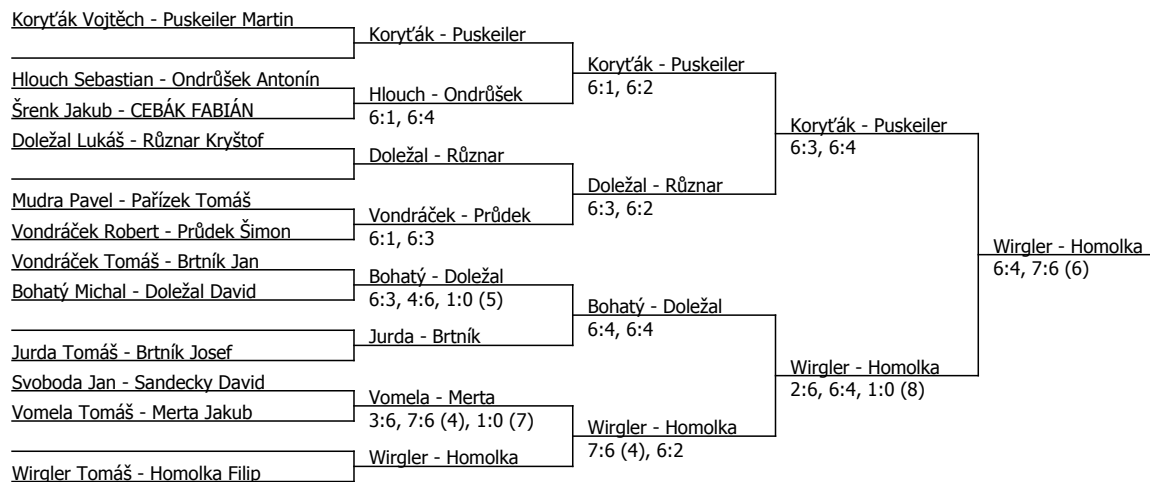 Koryťák Vojtěch - Puskeiler Martin
Hlouch Sebastian - Ondrůšek Antonín
Šrenk Jakub - CEBÁK FABIÁN
Doležal Lukáš - Různar Kryštof
Mudra Pavel - Pařízek Tomáš
Vondráček Robert - Průdek Šimon
Vondráček Tomáš - Brtník Jan
Bohatý Michal - Doležal David
Jurda Tomáš - Brtník Josef
Svoboda Jan - Sandecky David
Vomela Tomáš - Merta Jakub
Wirgler Tomáš - Homolka Filip
Koryťák - Puskeiler
Hlouch - Ondrůšek
6:1, 6:4
Doležal - Různar
Vondráček - Průdek
6:1, 6:3
Bohatý - Doležal
6:3, 4:6, 1:0 (5)
Jurda - Brtník
Vomela - Merta
3:6, 7:6 (4), 1:0 (7)
Wirgler - Homolka
Koryťák - Puskeiler
6:1, 6:2
Doležal - Různar
6:3, 6:2
Bohatý - Doležal
6:4, 6:4
Wirgler - Homolka
7:6 (4), 6:2
Koryťák - Puskeiler
6:3, 6:4
Wirgler - Homolka
2:6, 6:4, 1:0 (8)
Wirgler - Homolka
6:4, 7:6 (6)